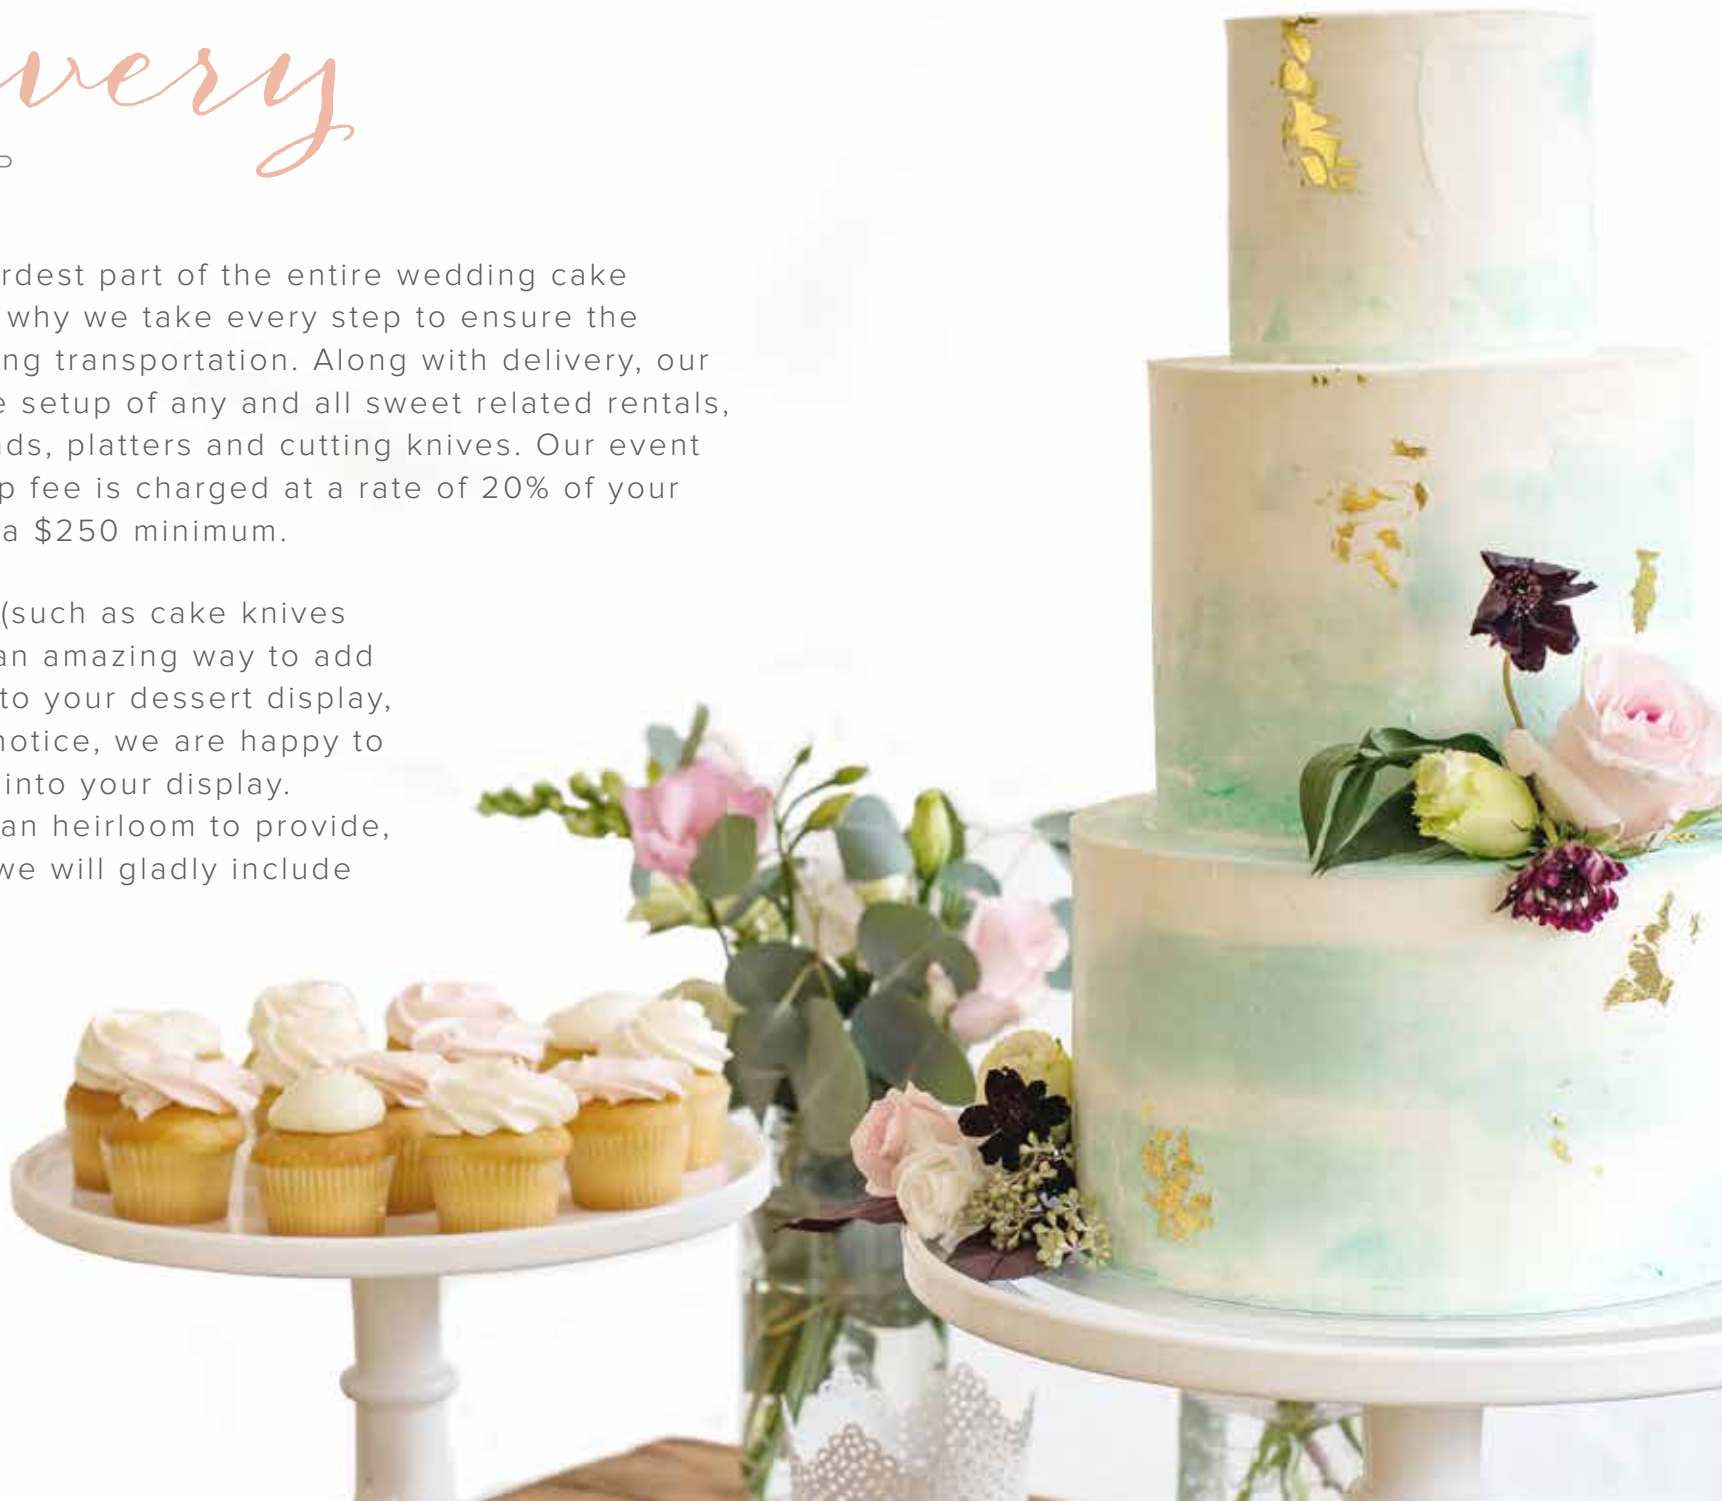 very
P
rdest part of the entire wedding cake
why we take every step to ensure the
ng transportation. Along with delivery, our
e setup of any and all sweet related rentals,
ds, platters and cutting knives. Our event
p fee is charged at a rate of 20% of your
a $250 minimum.
(such as cake knives
an amazing way to add
to your dessert display,
notice, we are happy to
into your display.
an heirloom to provide,
we will gladly include